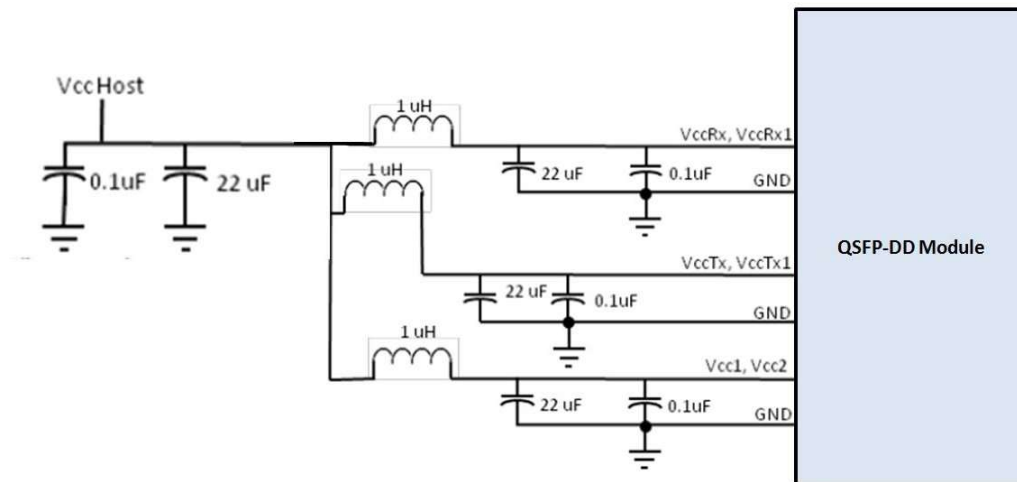 VccHost
0.1uF
22 uF
1 uH
VccRx, VccRx1
22 uF
0.1uF
GND
1 uH
VccTx, VccTx1
22 uF
0.1uF
GND
1 uH
Vcc1, Vcc2
22 uF
0.1uF
GND
QSFP-DD Module